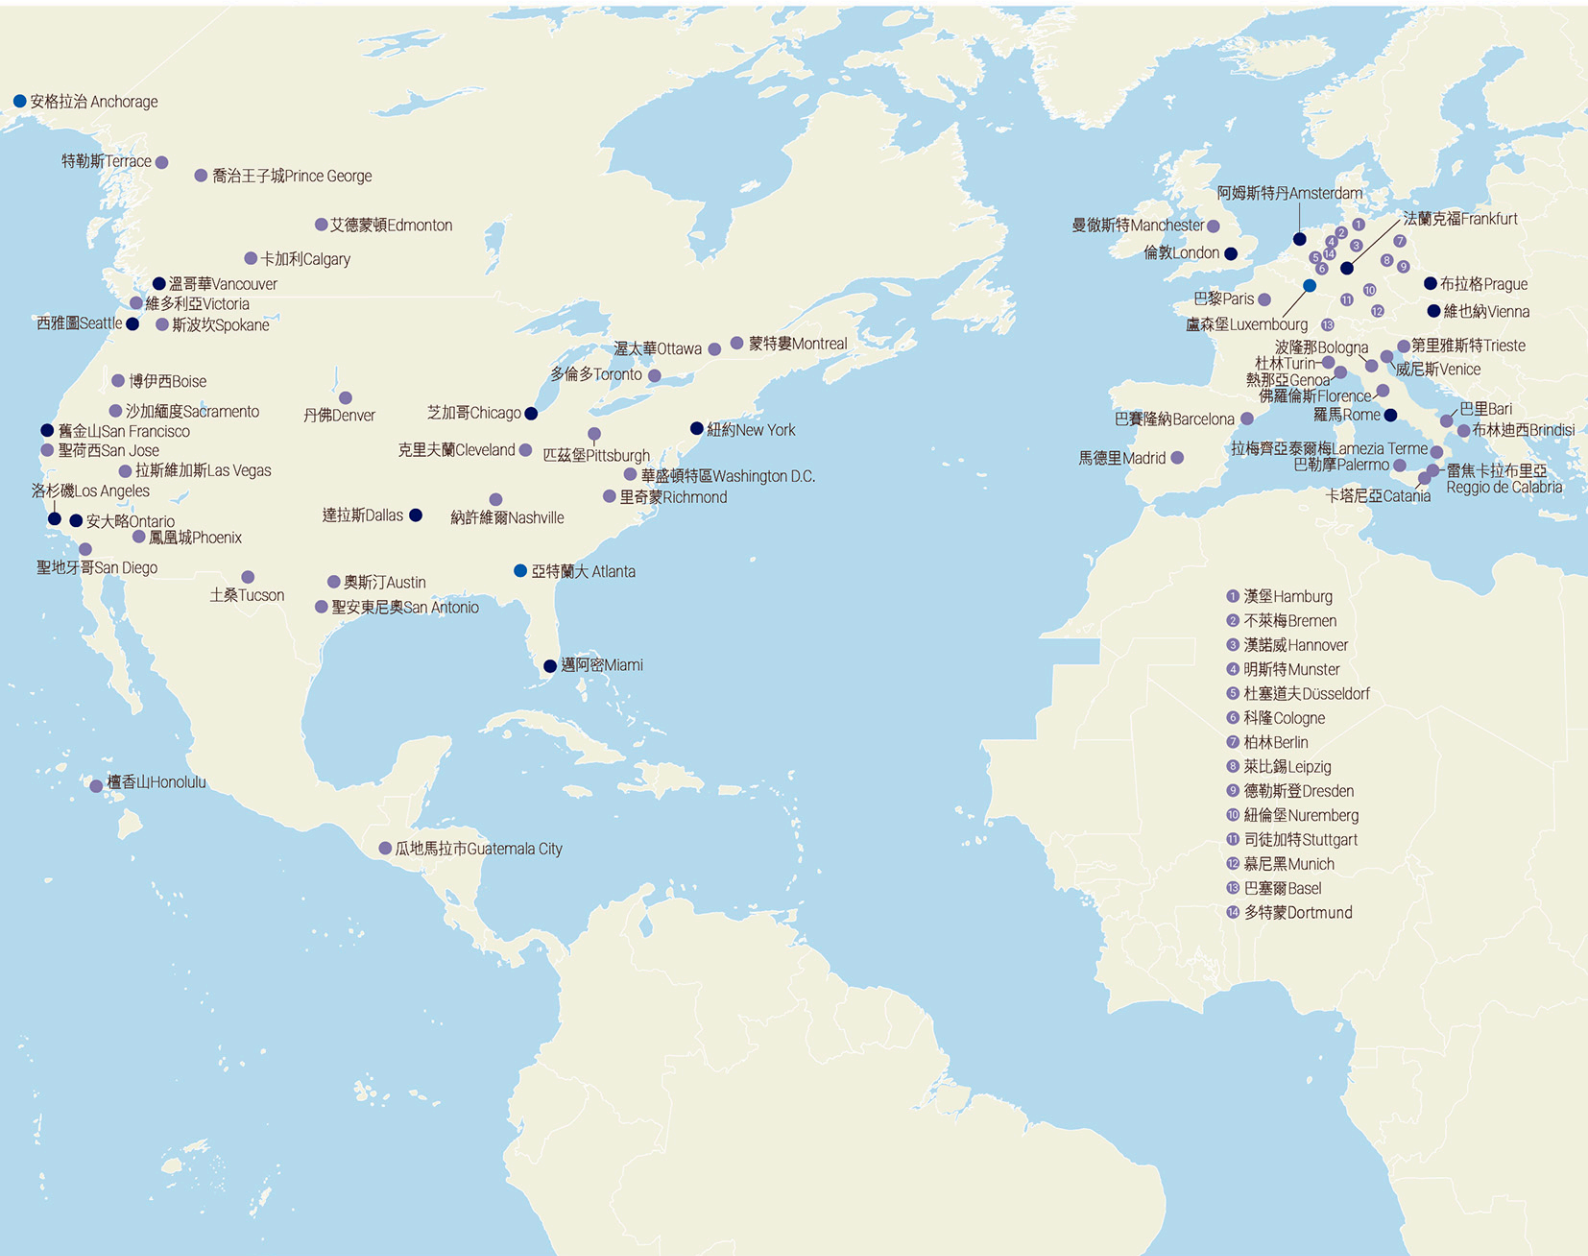 安格拉治 Anchorage
特勒斯Terrace
喬治王子城Prince George
艾德蒙頓Edmonton
卡加利Calgary
溫哥華Vancouver
維多利亞Victoria
西雅圖Seattle
斯波坎Spokane
渥太華Ottawa
蒙特婁Montreal
多倫多Toronto
博伊西Boise
沙加緬度Sacramento
丹佛Denver
芝加哥Chicago
舊金山San Francisco
紐約New York
聖荷西San Jose
克里夫蘭Cleveland
匹茲堡Pittsburgh
拉斯維加斯Las Vegas
華盛頓特區Washington D.C.
洛杉磯Los Angeles
里奇蒙Richmond
安大略Ontario
達拉斯Dallas
納許維爾Nashville
鳳凰城Phoenix
聖地牙哥San Diego
土桑Tucson
奧斯汀Austin
亞特蘭大 Atlanta
聖安東尼奧San Antonio
邁阿密Miami
檀香山Honolulu
瓜地馬拉市Guatemala City
阿姆斯特丹Amsterdam
曼徹斯特Manchester
法蘭克福Frankfurt
倫敦London
1
2
3
4
14
5
6
7
8
9
10
11
12
13
布拉格Prague
巴黎Paris
維也納Vienna
盧森堡Luxembourg
波隆那Bologna
第里雅斯特Trieste
杜林Turin
威尼斯Venice
熱那亞Genoa
佛羅倫斯Florence
羅馬Rome
巴里Bari
巴賽隆納Barcelona
布林迪西Brindisi
拉梅齊亞泰爾梅Lamezia Terme
馬德里Madrid
巴勒摩Palermo
雷焦卡拉布里亞
Reggio de Calabria
卡塔尼亞Catania
1 漢堡Hamburg
2 不萊梅Bremen
3 漢諾威Hannover
4 明斯特Munster
5 杜塞道夫Düsseldorf
6 科隆Cologne
7 柏林Berlin
8 萊比錫Leipzig
9 德勒斯登Dresden
10 紐倫堡Nuremberg
11 司徒加特Stuttgart
12 慕尼黑Munich
13 巴塞爾Basel
14 多特蒙Dortmund